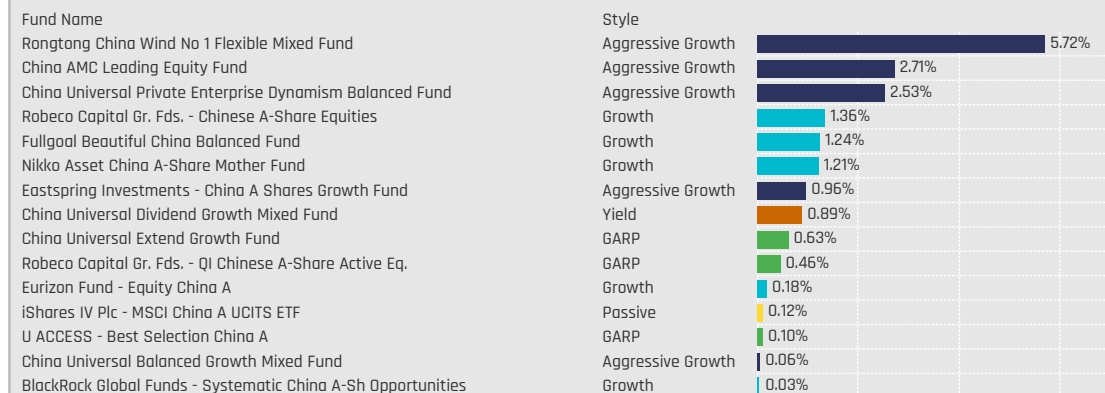 Fund Name Style
Rongtong China Wind No 1 Flexible Mixed Fund Aggressive Growth 5.72%
China AMC Leading Equity Fund Aggressive Growth 2.71%
China Universal Private Enterprise Dynamism Balanced Fund Aggressive Growth 2.53%
Robeco Capital Gr. Fds. - Chinese A-Share Equities Growth 1.36%
Fullgoal Beautiful China Balanced Fund Growth 1.24%
Nikko Asset China A-Share Mother Fund Growth 1.21%
Eastspring Investments - China A Shares Growth Fund Aggressive Growth 0.96%
China Universal Dividend Growth Mixed Fund Yield 0.89%
China Universal Extend Growth Fund GARP 0.63%
Robeco Capital Gr. Fds. - QI Chinese A-Share Active Eq. GARP 0.46%
Eurizon Fund - Equity China A Growth 0.18%
iShares IV Plc - MSCI China A UCITS ETF Passive 0.12%
U ACCESS - Best Selection China A GARP 0.10%
China Universal Balanced Growth Mixed Fund Aggressive Growth 0.06%
BlackRock Global Funds - Systematic China A-Sh Opportunities Growth 0.03%